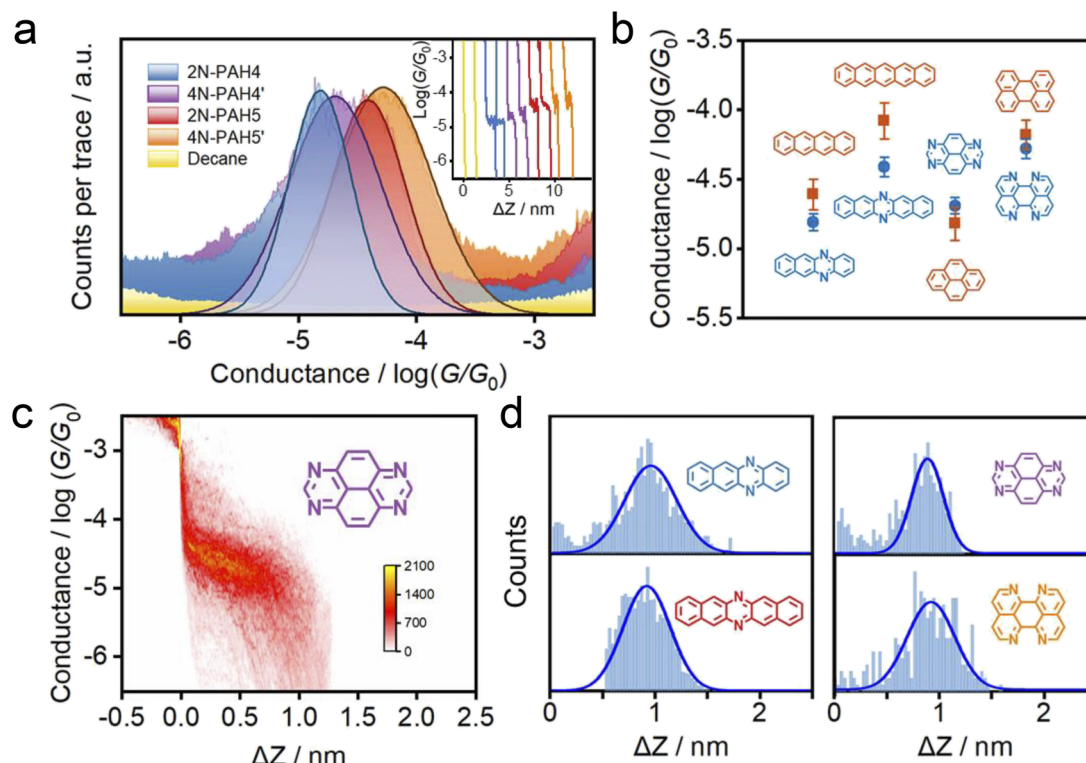 a
Counts per trace / a.u.
2N-PAH4
4N-PAH4'
2N-PAH5
4N-PAH5'
Decane
Log(G/G0)
-3
-4
-5
-6
0 5 10
ΔZ / nm
-6 -5 -4 -3
Conductance / log(G/G0)
b
Conductance / log(G/G0)
-3.5
-4.0
-4.5
-5.0
-5.5
N
N
N
N
N N
N N
N N
N N
c
Conductance / log (G/G0)
-3
-4
-5
-6
N N
N N
2100
1400
700
0
-0.5 0.0 0.5 1.0 1.5 2.0 2.5
ΔZ / nm
d
Counts
N
N
N N
N N
N
N
N N
N N
0 1 2
ΔZ / nm
0 1 2
ΔZ / nm